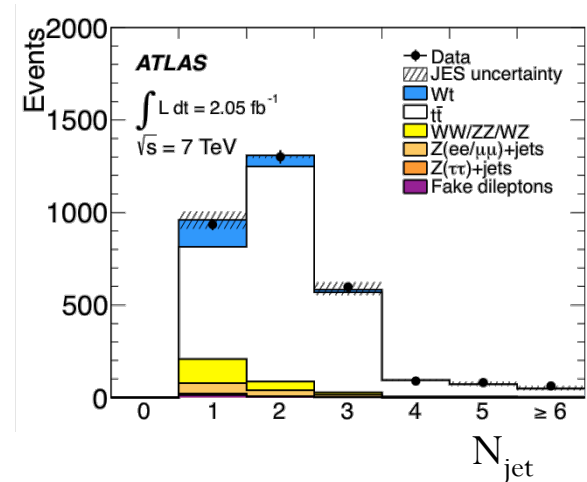 2000
1500
1000
500
0
Events
ATLAS
∫ L dt = 2.05 fb⁻¹
√s = 7 TeV
Data
JES uncertainty
Wt
tt̄
WW/ZZ/WZ
Z(ee/μμ)+jets
Z(ττ)+jets
Fake dileptons
0 1 2 3 4 5 ≥ 6
N_jet